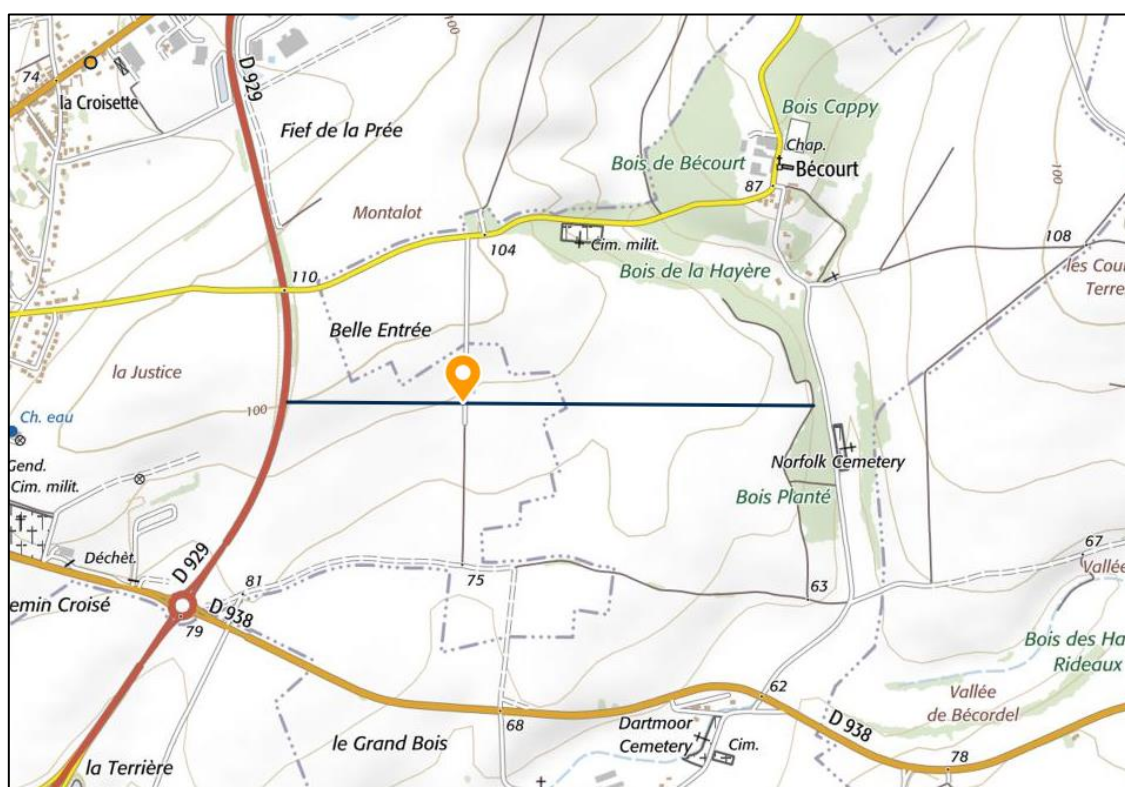 100
D 929
74
la Croisette
Fief de la Prée
Bois Cappy
Chap.
Bois de Bécourt
Bécourt
87
100
Montalot
104
Cim. milit.
108
110
Bois de la Hayère
les Cou
Terre
Belle Entrée
la Justice
100
Ch. eau
Gend.
Cim. milit.
Norfolk Cemetery
Bois Planté
Déchèt.
D 929
81
75
63
67
Vallée
emin Croisé
79
D 938
Bois des Ha
Rideaux
62
68
Vallée
de Bécordel
Dartmoor
Cemetery
Cim.
D 938
le Grand Bois
la Terrière
78